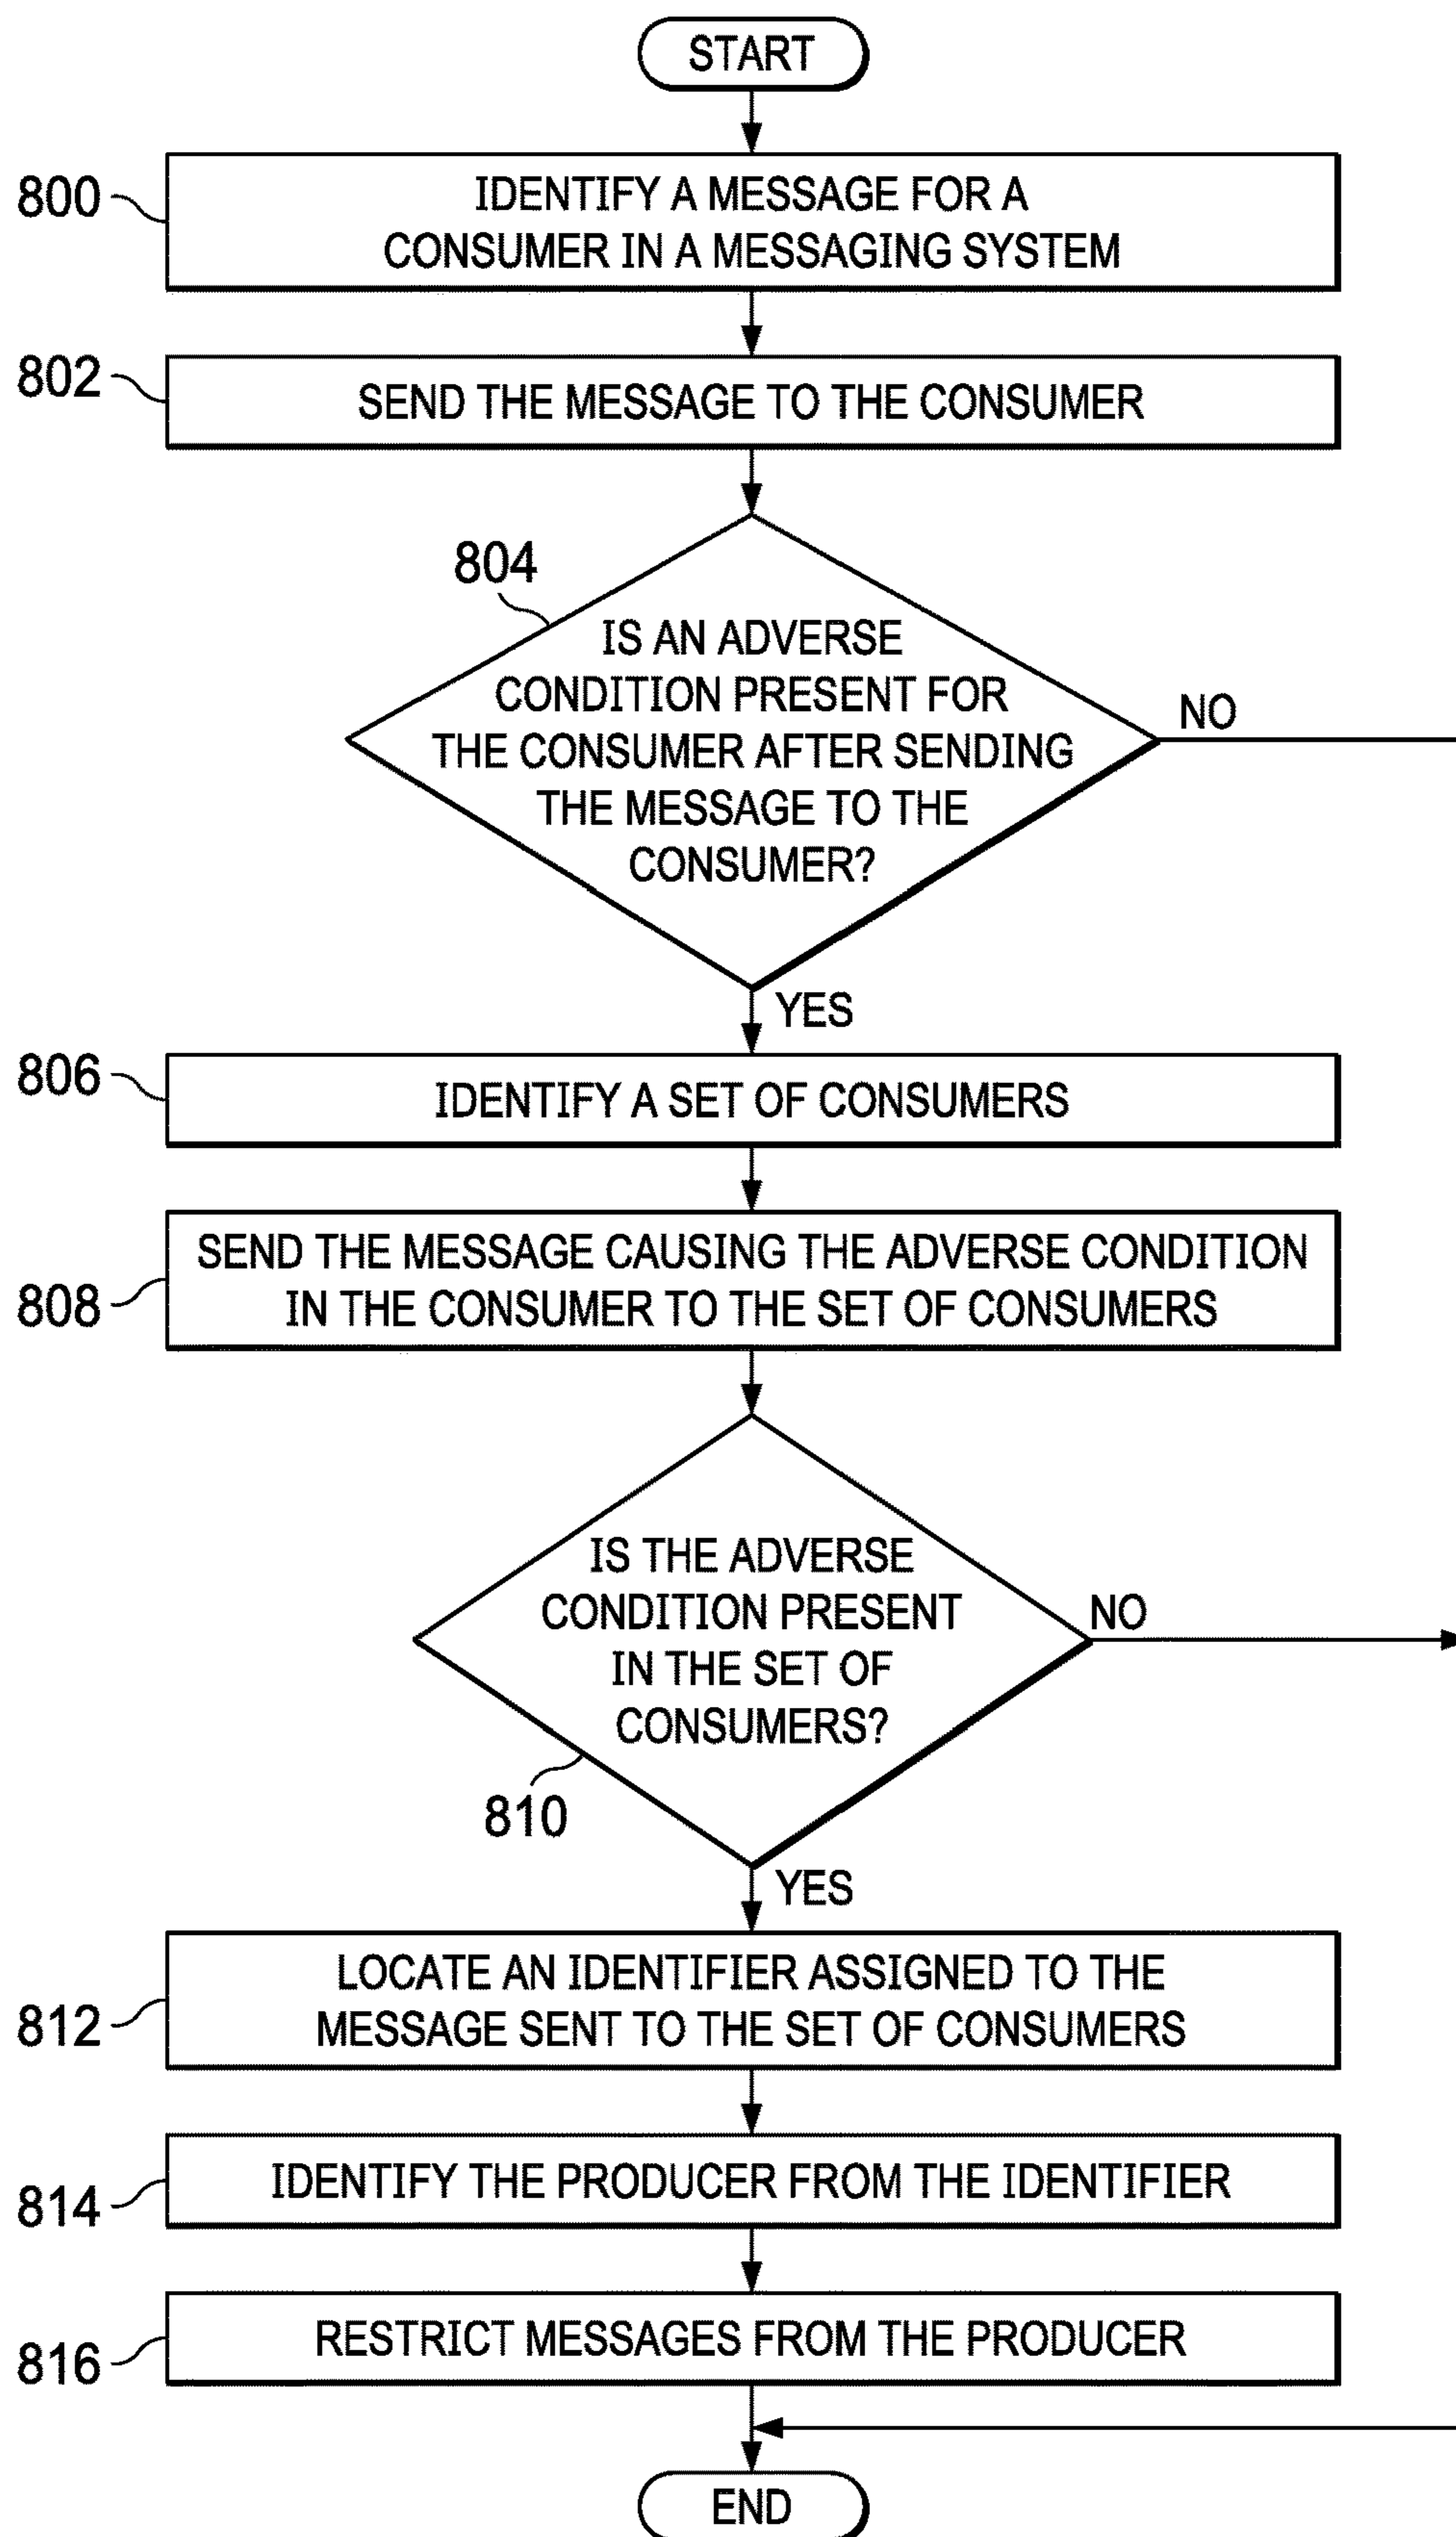 START
800
IDENTIFY A MESSAGE FOR A
CONSUMER IN A MESSAGING SYSTEM
802
SEND THE MESSAGE TO THE CONSUMER
804
IS AN ADVERSE
CONDITION PRESENT FOR
THE CONSUMER AFTER SENDING
THE MESSAGE TO THE
CONSUMER?
NO
YES
806
IDENTIFY A SET OF CONSUMERS
808
SEND THE MESSAGE CAUSING THE ADVERSE CONDITION
IN THE CONSUMER TO THE SET OF CONSUMERS
IS THE ADVERSE
CONDITION PRESENT
IN THE SET OF
CONSUMERS?
NO
810
YES
812
LOCATE AN IDENTIFIER ASSIGNED TO THE
MESSAGE SENT TO THE SET OF CONSUMERS
814
IDENTIFY THE PRODUCER FROM THE IDENTIFIER
816
RESTRICT MESSAGES FROM THE PRODUCER
END